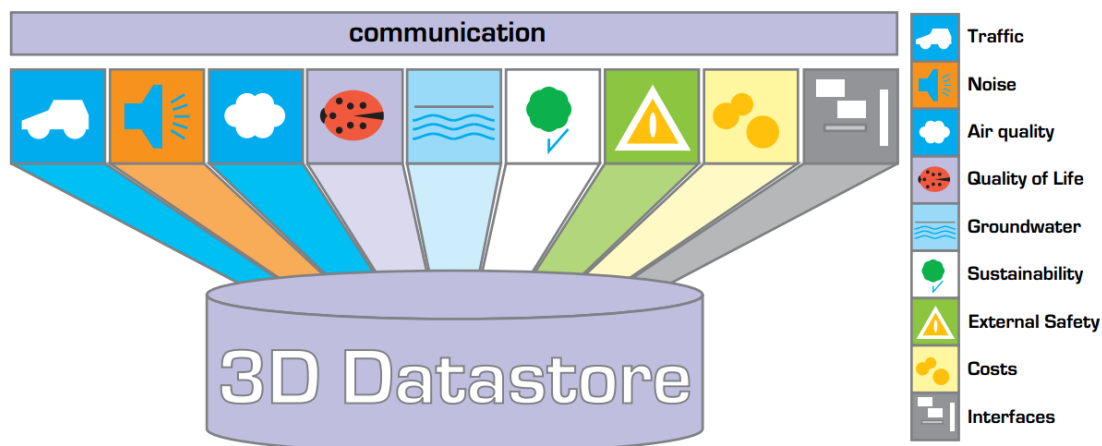 communication
3D Datastore
Traffic
Noise
Air quality
Quality of Life
Groundwater
Sustainability
External Safety
Costs
Interfaces